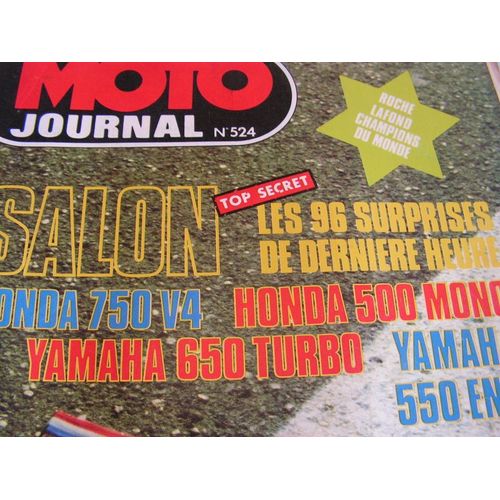 MOTO
JOURNAL N°524
ROCHE
LAFOND
CHAMPIONS
DU MONDE
SALON
TOP SECRET
LES 96 SURPRISES
DE DERNIERE HEURE
ONDA 750 V4 HONDA 500 MONO
YAMAHA 650 TURBO YAMAH
550 EN